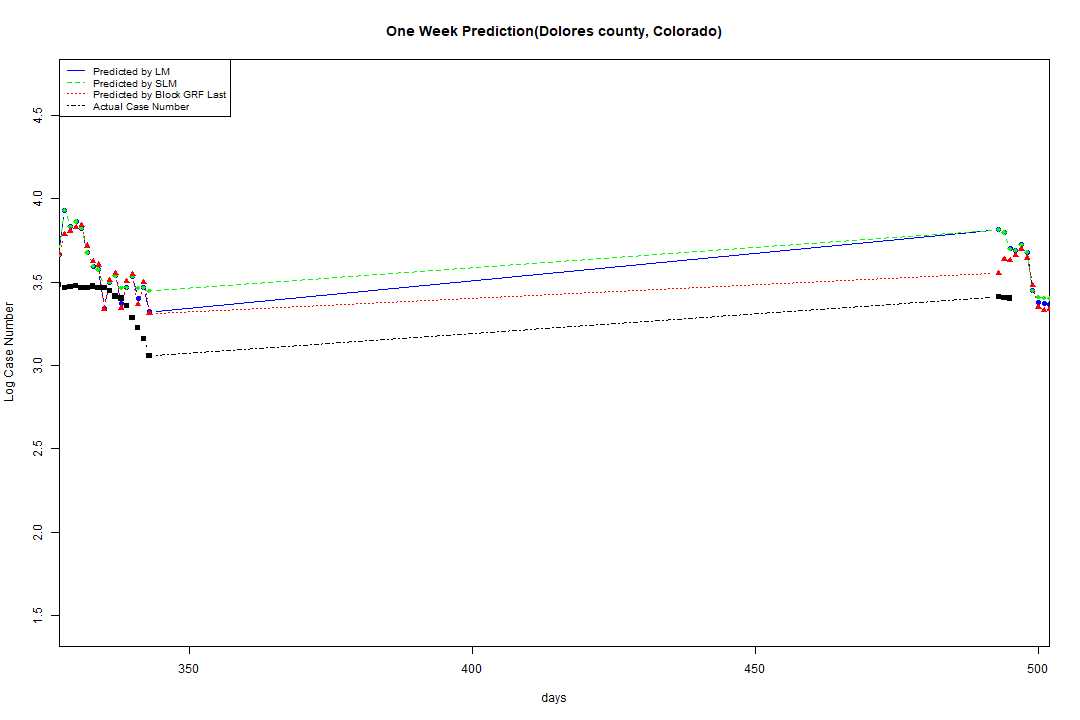 One Week Prediction(Dolores county, Colorado)
Predicted by LM
Predicted by SLM
Predicted by Block GRF Last
Actual Case Number
4.5
4.0
3.5
3.0
2.5
2.0
1.5
Log Case Number
350
400
450
500
days